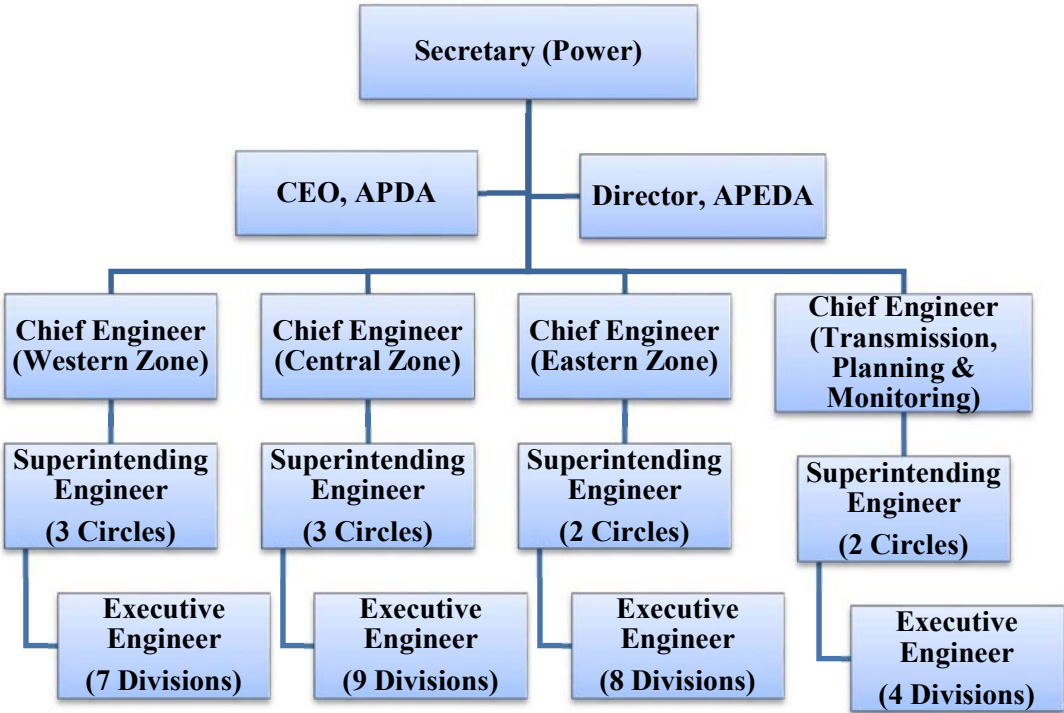 Secretary (Power)
CEO, APDA
Director, APEDA
Chief Engineer
(Western Zone)
Chief Engineer
(Central Zone)
Chief Engineer
(Eastern Zone)
Chief Engineer
(Transmission,
Planning &
Monitoring)
Superintending
Engineer
(3 Circles)
Superintending
Engineer
(3 Circles)
Superintending
Engineer
(2 Circles)
Superintending
Engineer
(2 Circles)
Executive
Engineer
(7 Divisions)
Executive
Engineer
(9 Divisions)
Executive
Engineer
(8 Divisions)
Executive
Engineer
(4 Divisions)